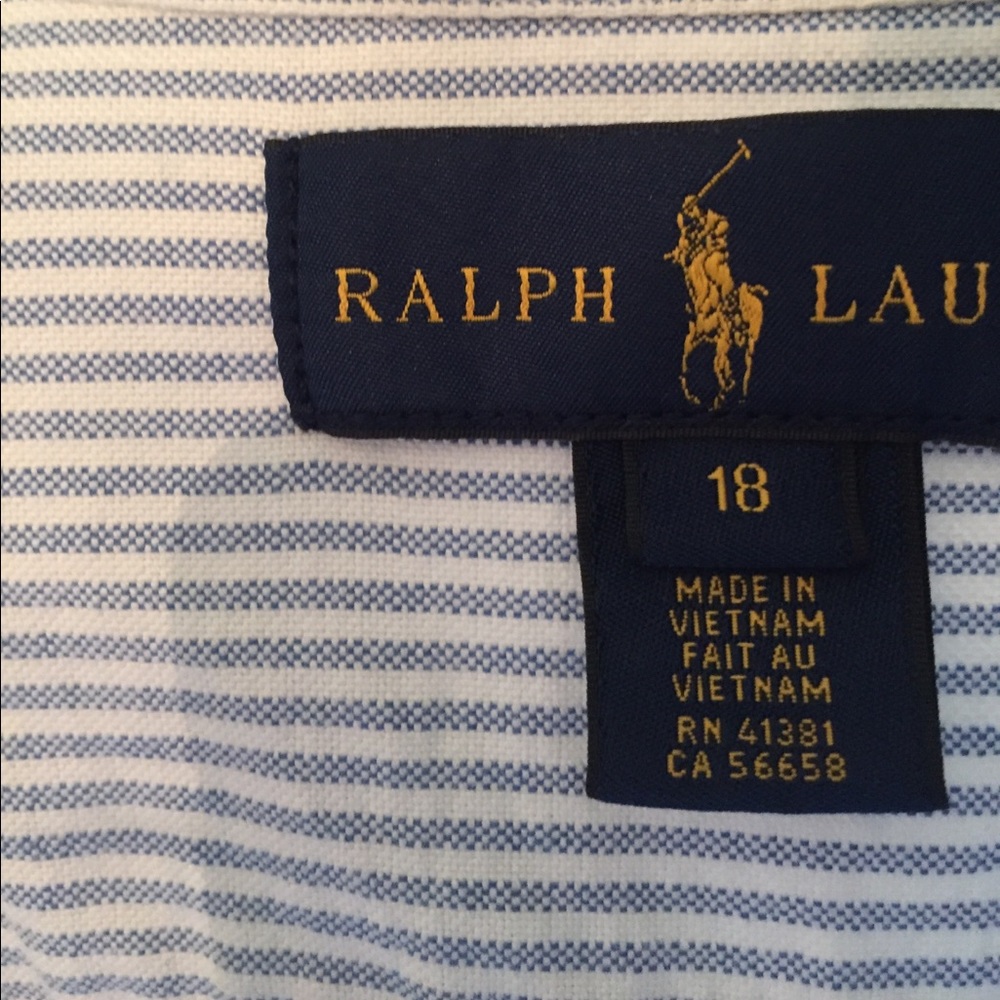 RALPH LAU
18
MADE IN
VIETNAM
FAIT AU
VIETNAM
RN 41381
CA 56658